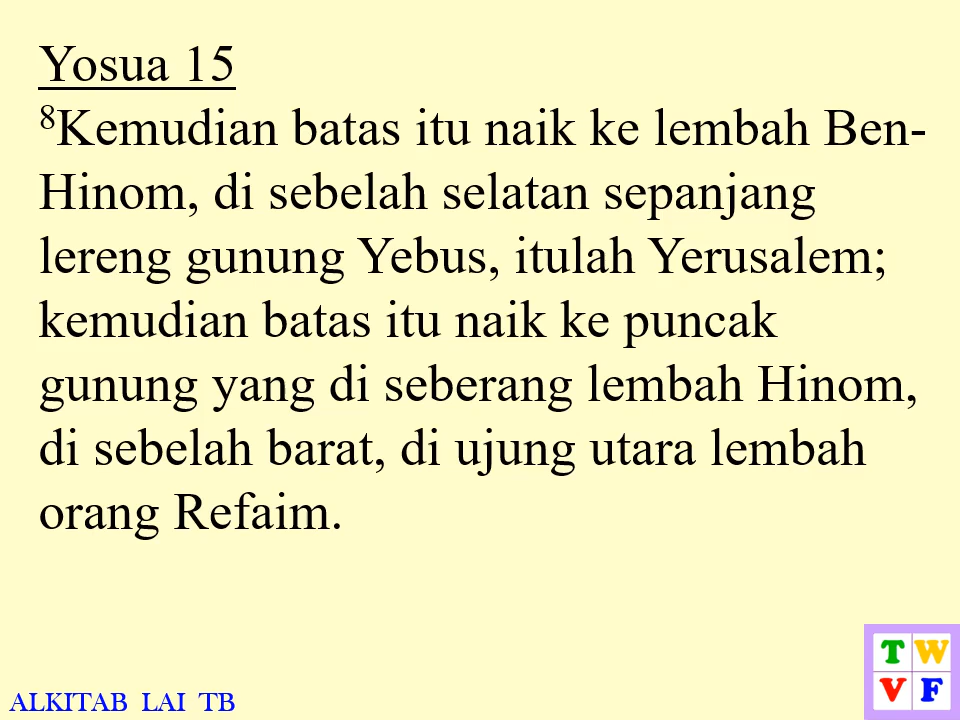 Yosua 15
8Kemudian batas itu naik ke lembah Ben-
Hinom, di sebelah selatan sepanjang
lereng gunung Yebus, itulah Yerusalem;
kemudian batas itu naik ke puncak
gunung yang di seberang lembah Hinom,
di sebelah barat, di ujung utara lembah
orang Refaim.
ALKITAB LAI TB
T W
V F